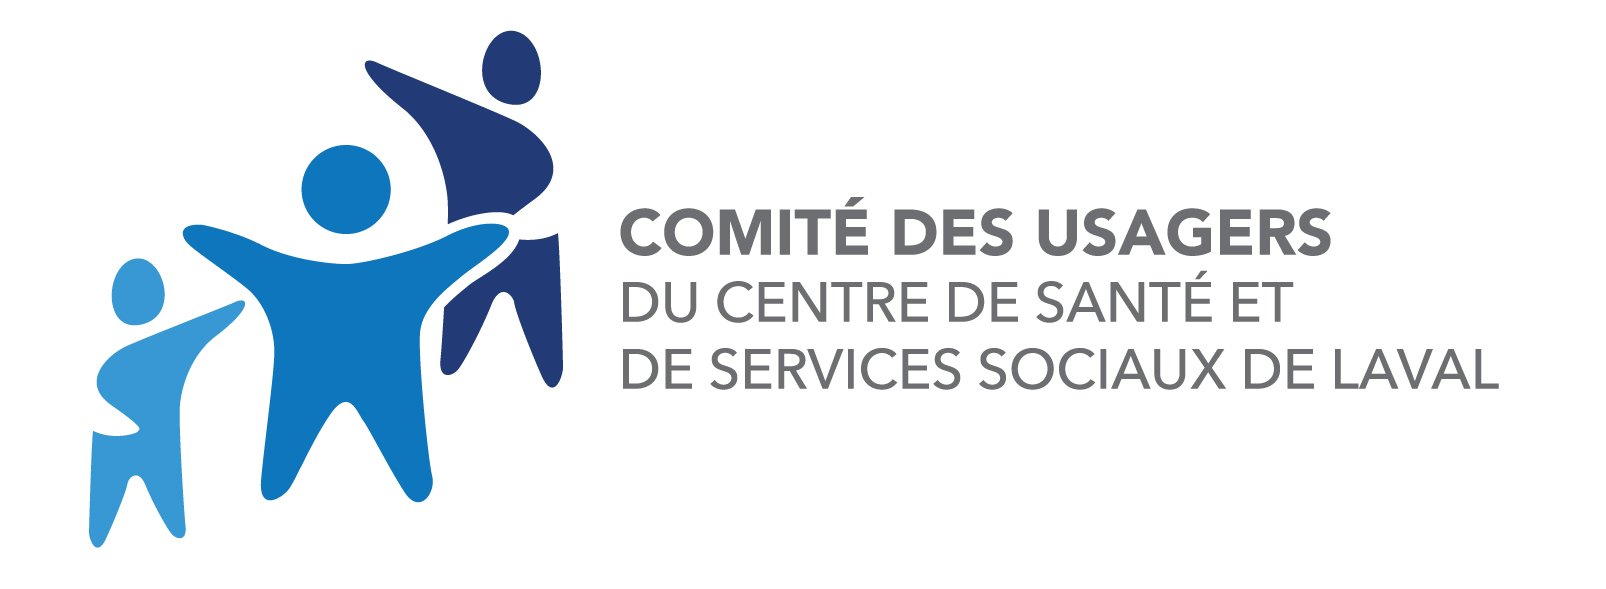 COMITÉ DES USAGERS
DU CENTRE DE SANTÉ ET
DE SERVICES SOCIAUX DE LAVAL